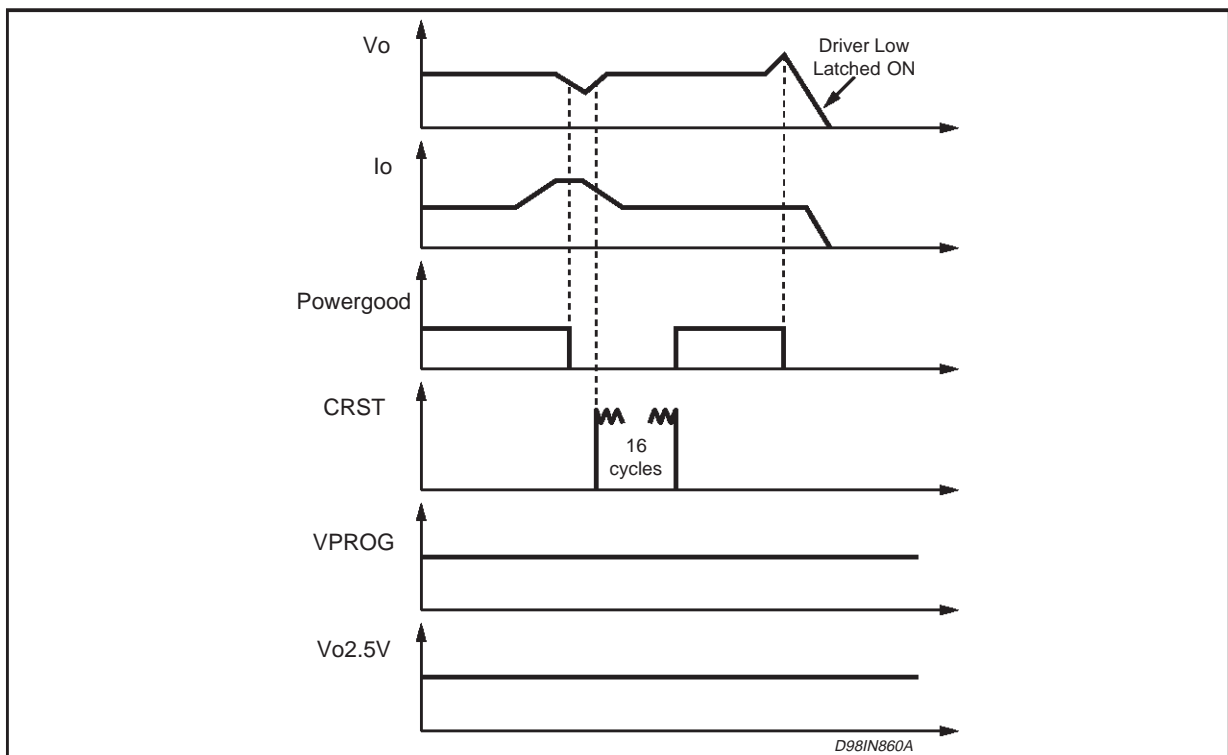 Vo
Driver Low
Latched ON
Io
Powergood
CRST
16
cycles
VPROG
Vo2.5V
D98IN860A